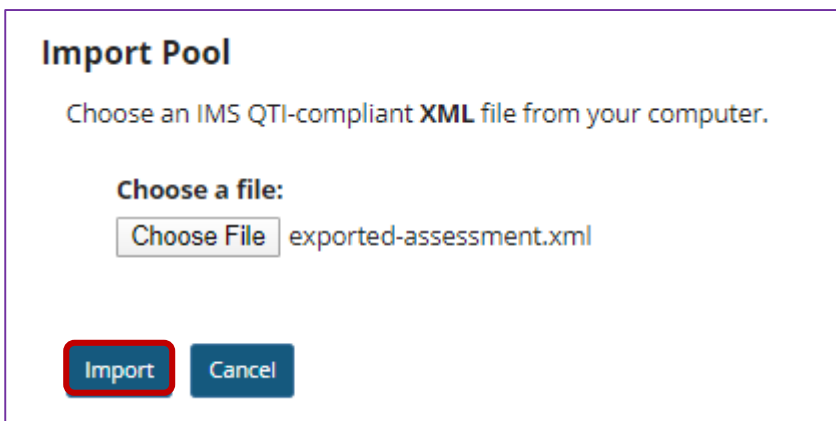 Import Pool
Choose an IMS QTI-compliant XML file from your computer.
Choose a file:
Choose File exported-assessment.xml
Import Cancel